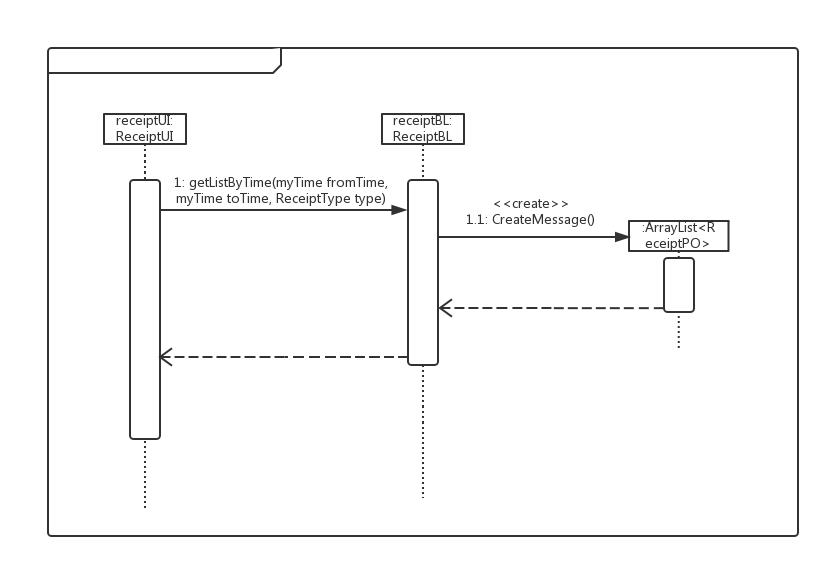 receiptUI:
ReceiptUI
receiptBL:
ReceiptBL
1: getListByTime(myTime fromTime,
myTime toTime, ReceiptType type)
<<create>>
1.1: CreateMessage()
:ArrayList<R
eceiptPO>